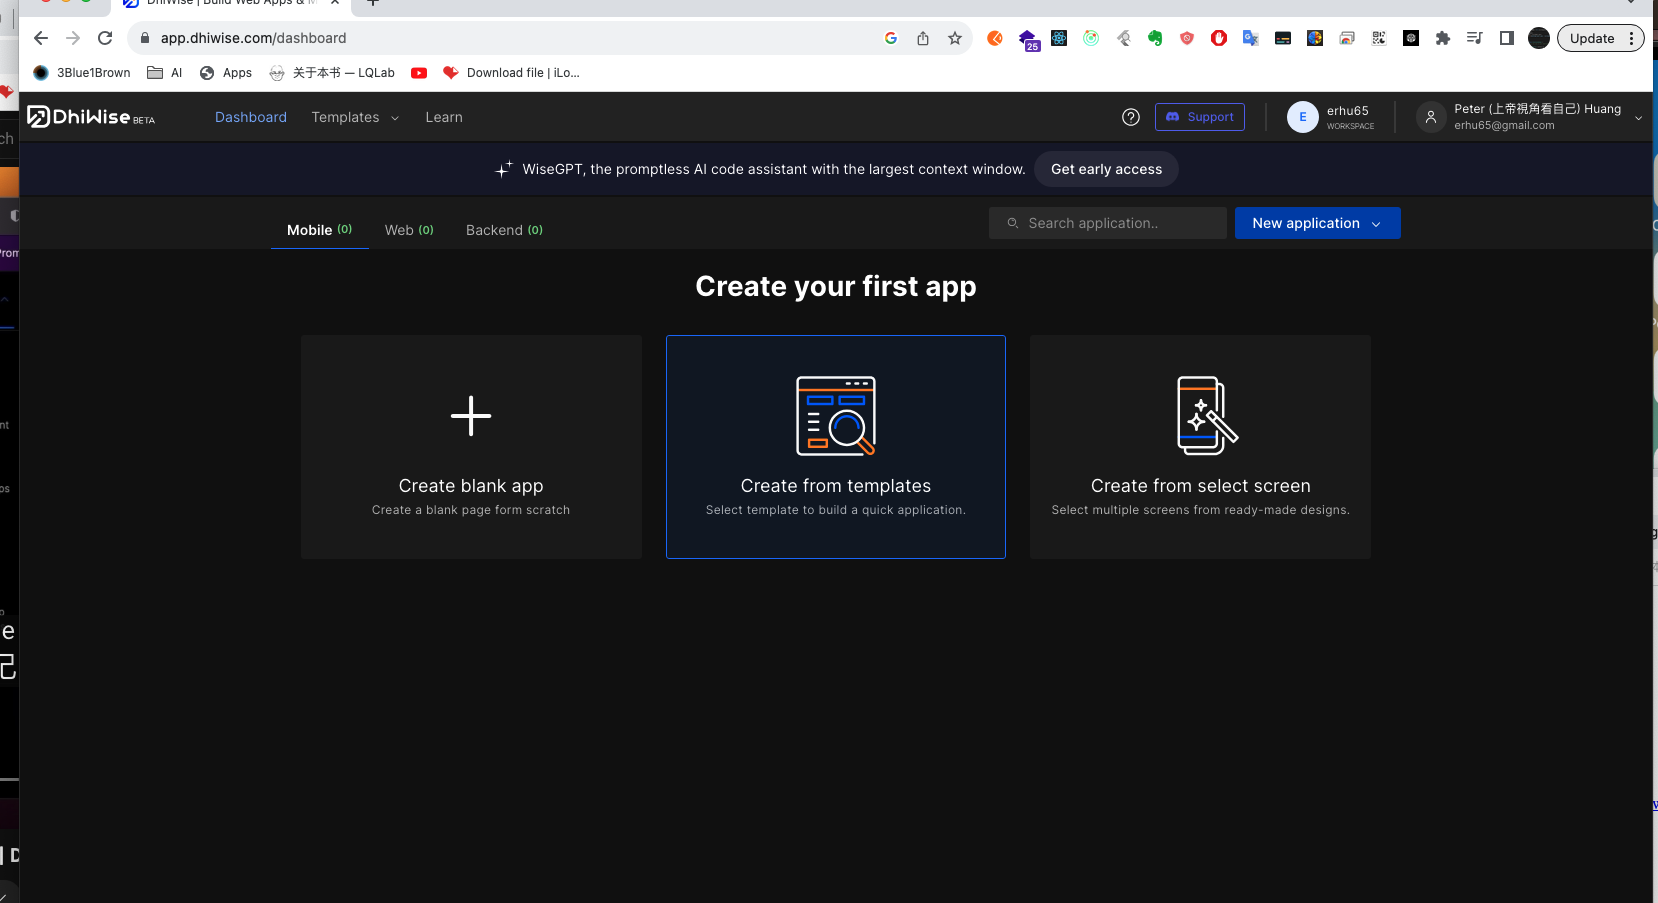 DhiWise | Build Web Apps & M
app.dhiwise.com/dashboard
25
Update
3Blue1Brown
AI
Apps
关于本书 — LQLab
Download file | iLo...
DhiWise BETA
Dashboard
Templates
Learn
Support
E
erhu65
WORKSPACE
Peter (上帝視角看自己) Huang
erhu65@gmail.com
WiseGPT, the promptless AI code assistant with the largest context window.
Get early access
Mobile (0)
Web (0)
Backend (0)
Search application..
New application
Create your first app
Create blank app
Create a blank page form scratch
Create from templates
Select template to build a quick application.
Create from select screen
Select multiple screens from ready-made designs.